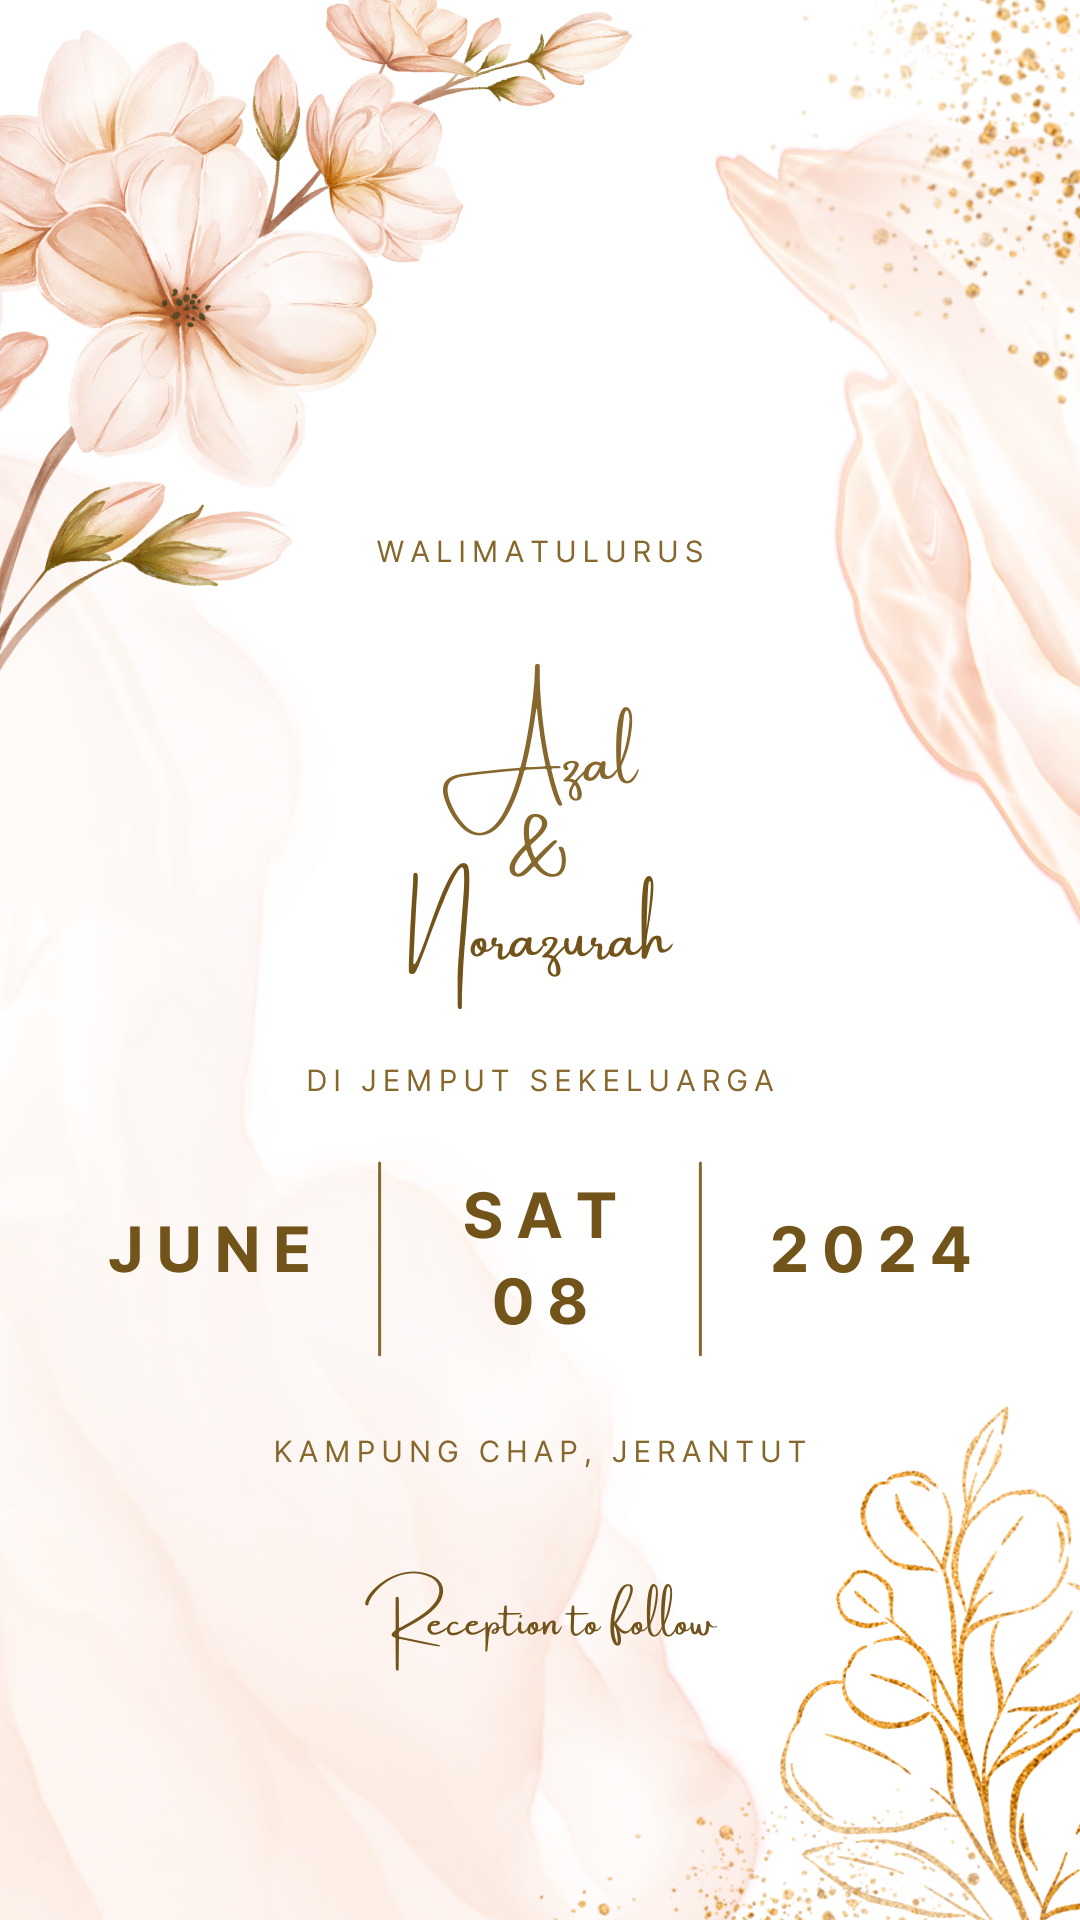 WALIMATULURUS
Azal
&
Norazurah
DI JEMPUT SEKELUARGA
JUNE
SAT
08
2024
KAMPUNG CHAP, JERANTUT
Reception to follow